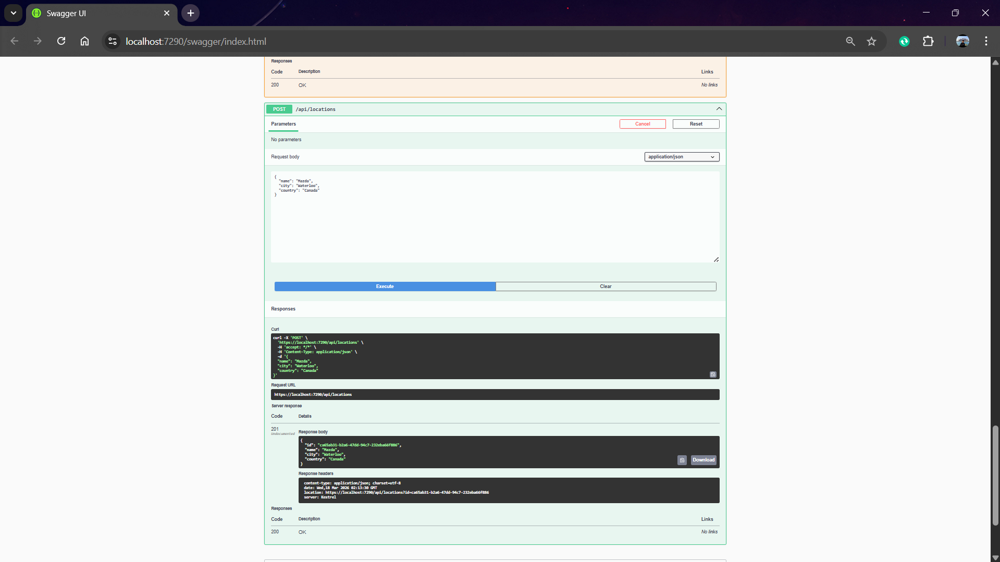 Swagger UI
localhost:7290/swagger/index.html
Responses
Code Description Links
200 OK No links
POST /api/locations
Parameters Cancel Reset
No parameters
Request body application/json
{
"name": "Mazda",
"city": "Waterloo",
"country": "Canada"
}
Execute Clear
Responses
Curl
curl -X 'POST' \
'https://localhost:7290/api/locations' \
-H 'accept: */*' \
-H 'Content-Type: application/json' \
-d '{
"name": "Mazda",
"city": "Waterloo",
"country": "Canada"
}'
Request URL
https://localhost:7290/api/locations
Server response
Code Details
201
Undocumented
Response body
{
"id": "ca65ab31-b2a6-47dd-94c7-232eba66f886",
"name": "Mazda",
"city": "Waterloo",
"country": "Canada"
}
Download
Response headers
content-type: application/json; charset=utf-8
date: Wed,18 Mar 2026 02:13:30 GMT
location: https://localhost:7290/api/locations?id=ca65ab31-b2a6-47dd-94c7-232eba66f886
server: Kestrel
Responses
Code Description Links
200 OK No links